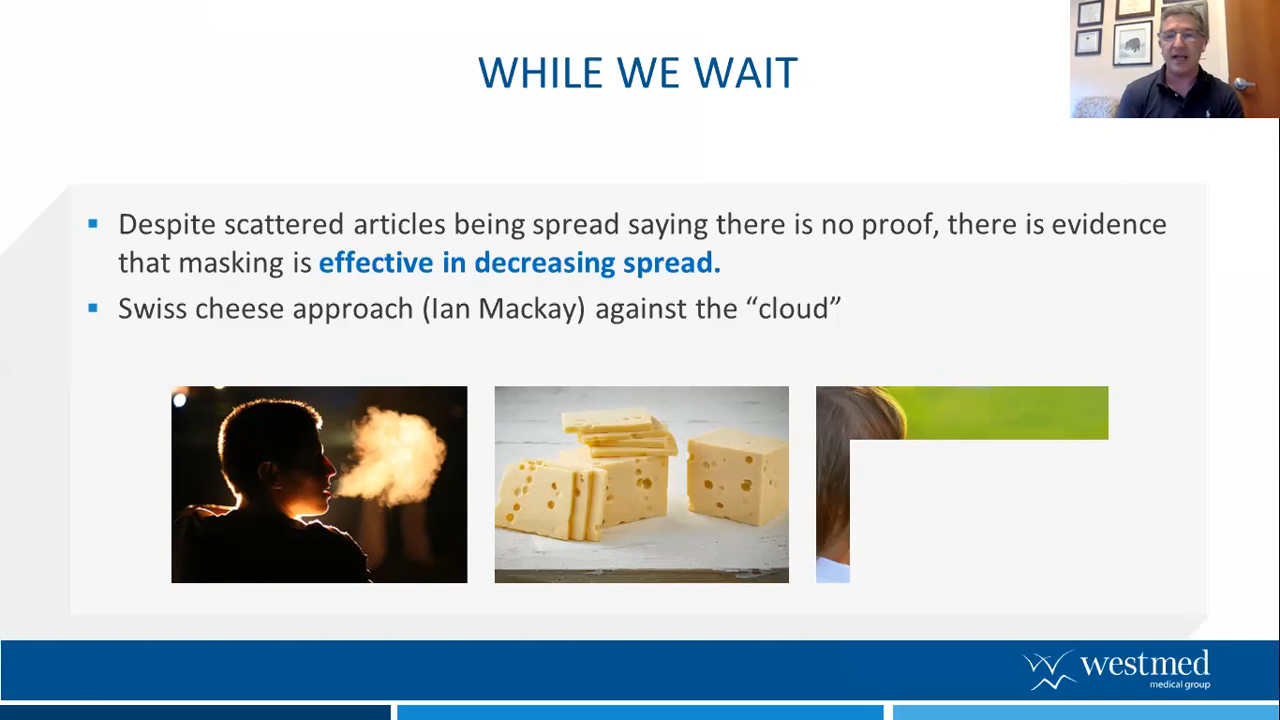 WHILE WE WAIT
▪ Despite scattered articles being spread saying there is no proof, there is evidence
that masking is effective in decreasing spread.
▪ Swiss cheese approach (Ian Mackay) against the “cloud”
westmed
medical group